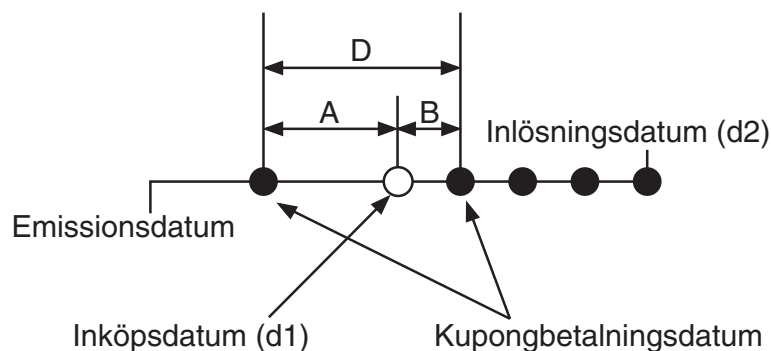 D
A
B
Inlösningsdatum (d2)
Emissionsdatum
Inköpsdatum (d1)
Kupongbetalningsdatum